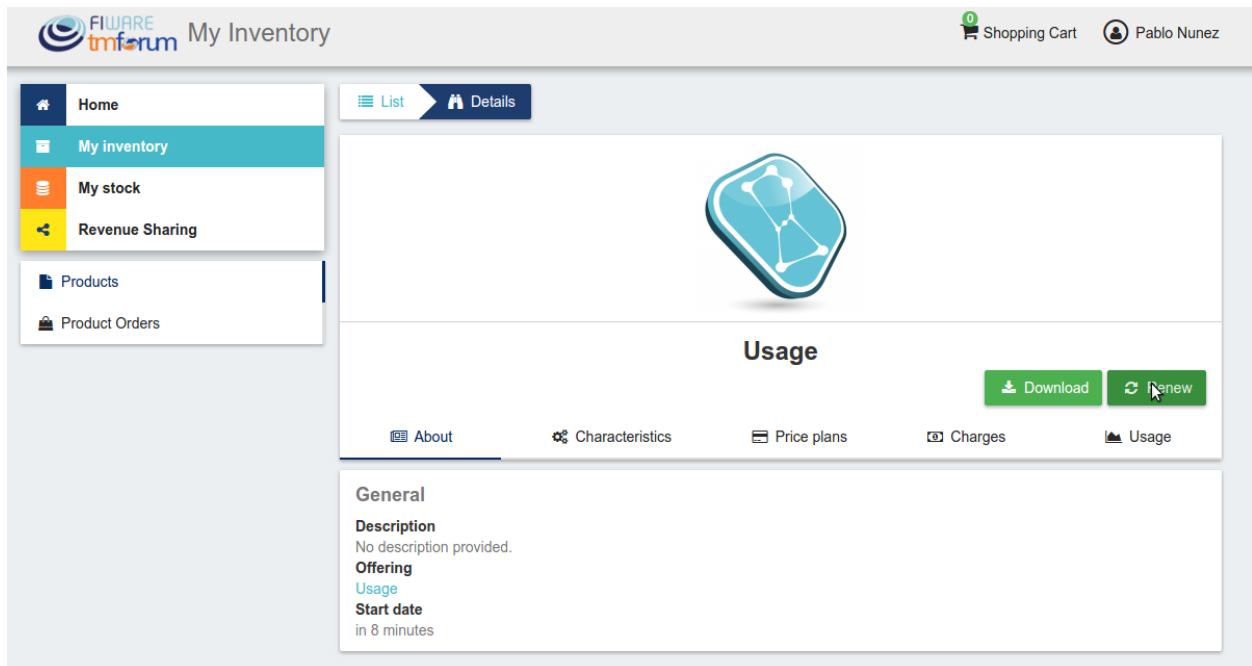 FIWARE
tmforum
My Inventory
0
Shopping Cart
Pablo Nunez
Home
My inventory
My stock
Revenue Sharing
Products
Product Orders
List
Details
Usage
Download
Renew
About
Characteristics
Price plans
Charges
Usage
General
Description
No description provided.
Offering
Usage
Start date
in 8 minutes